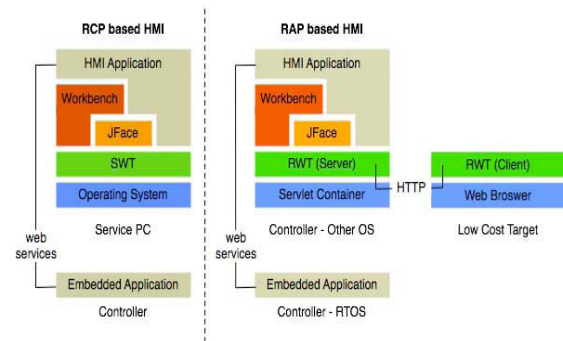 RCP based HMI
HMI Application
Workbench
JFace
SWT
Operating System
Service PC
web
services
Embedded Application
Controller
RAP based HMI
HMI Application
Workbench
JFace
RWT (Server)
Servlet Container
Controller - Other OS
web
services
Embedded Application
Controller - RTOS
HTTP
RWT (Client)
Web Broswer
Low Cost Target